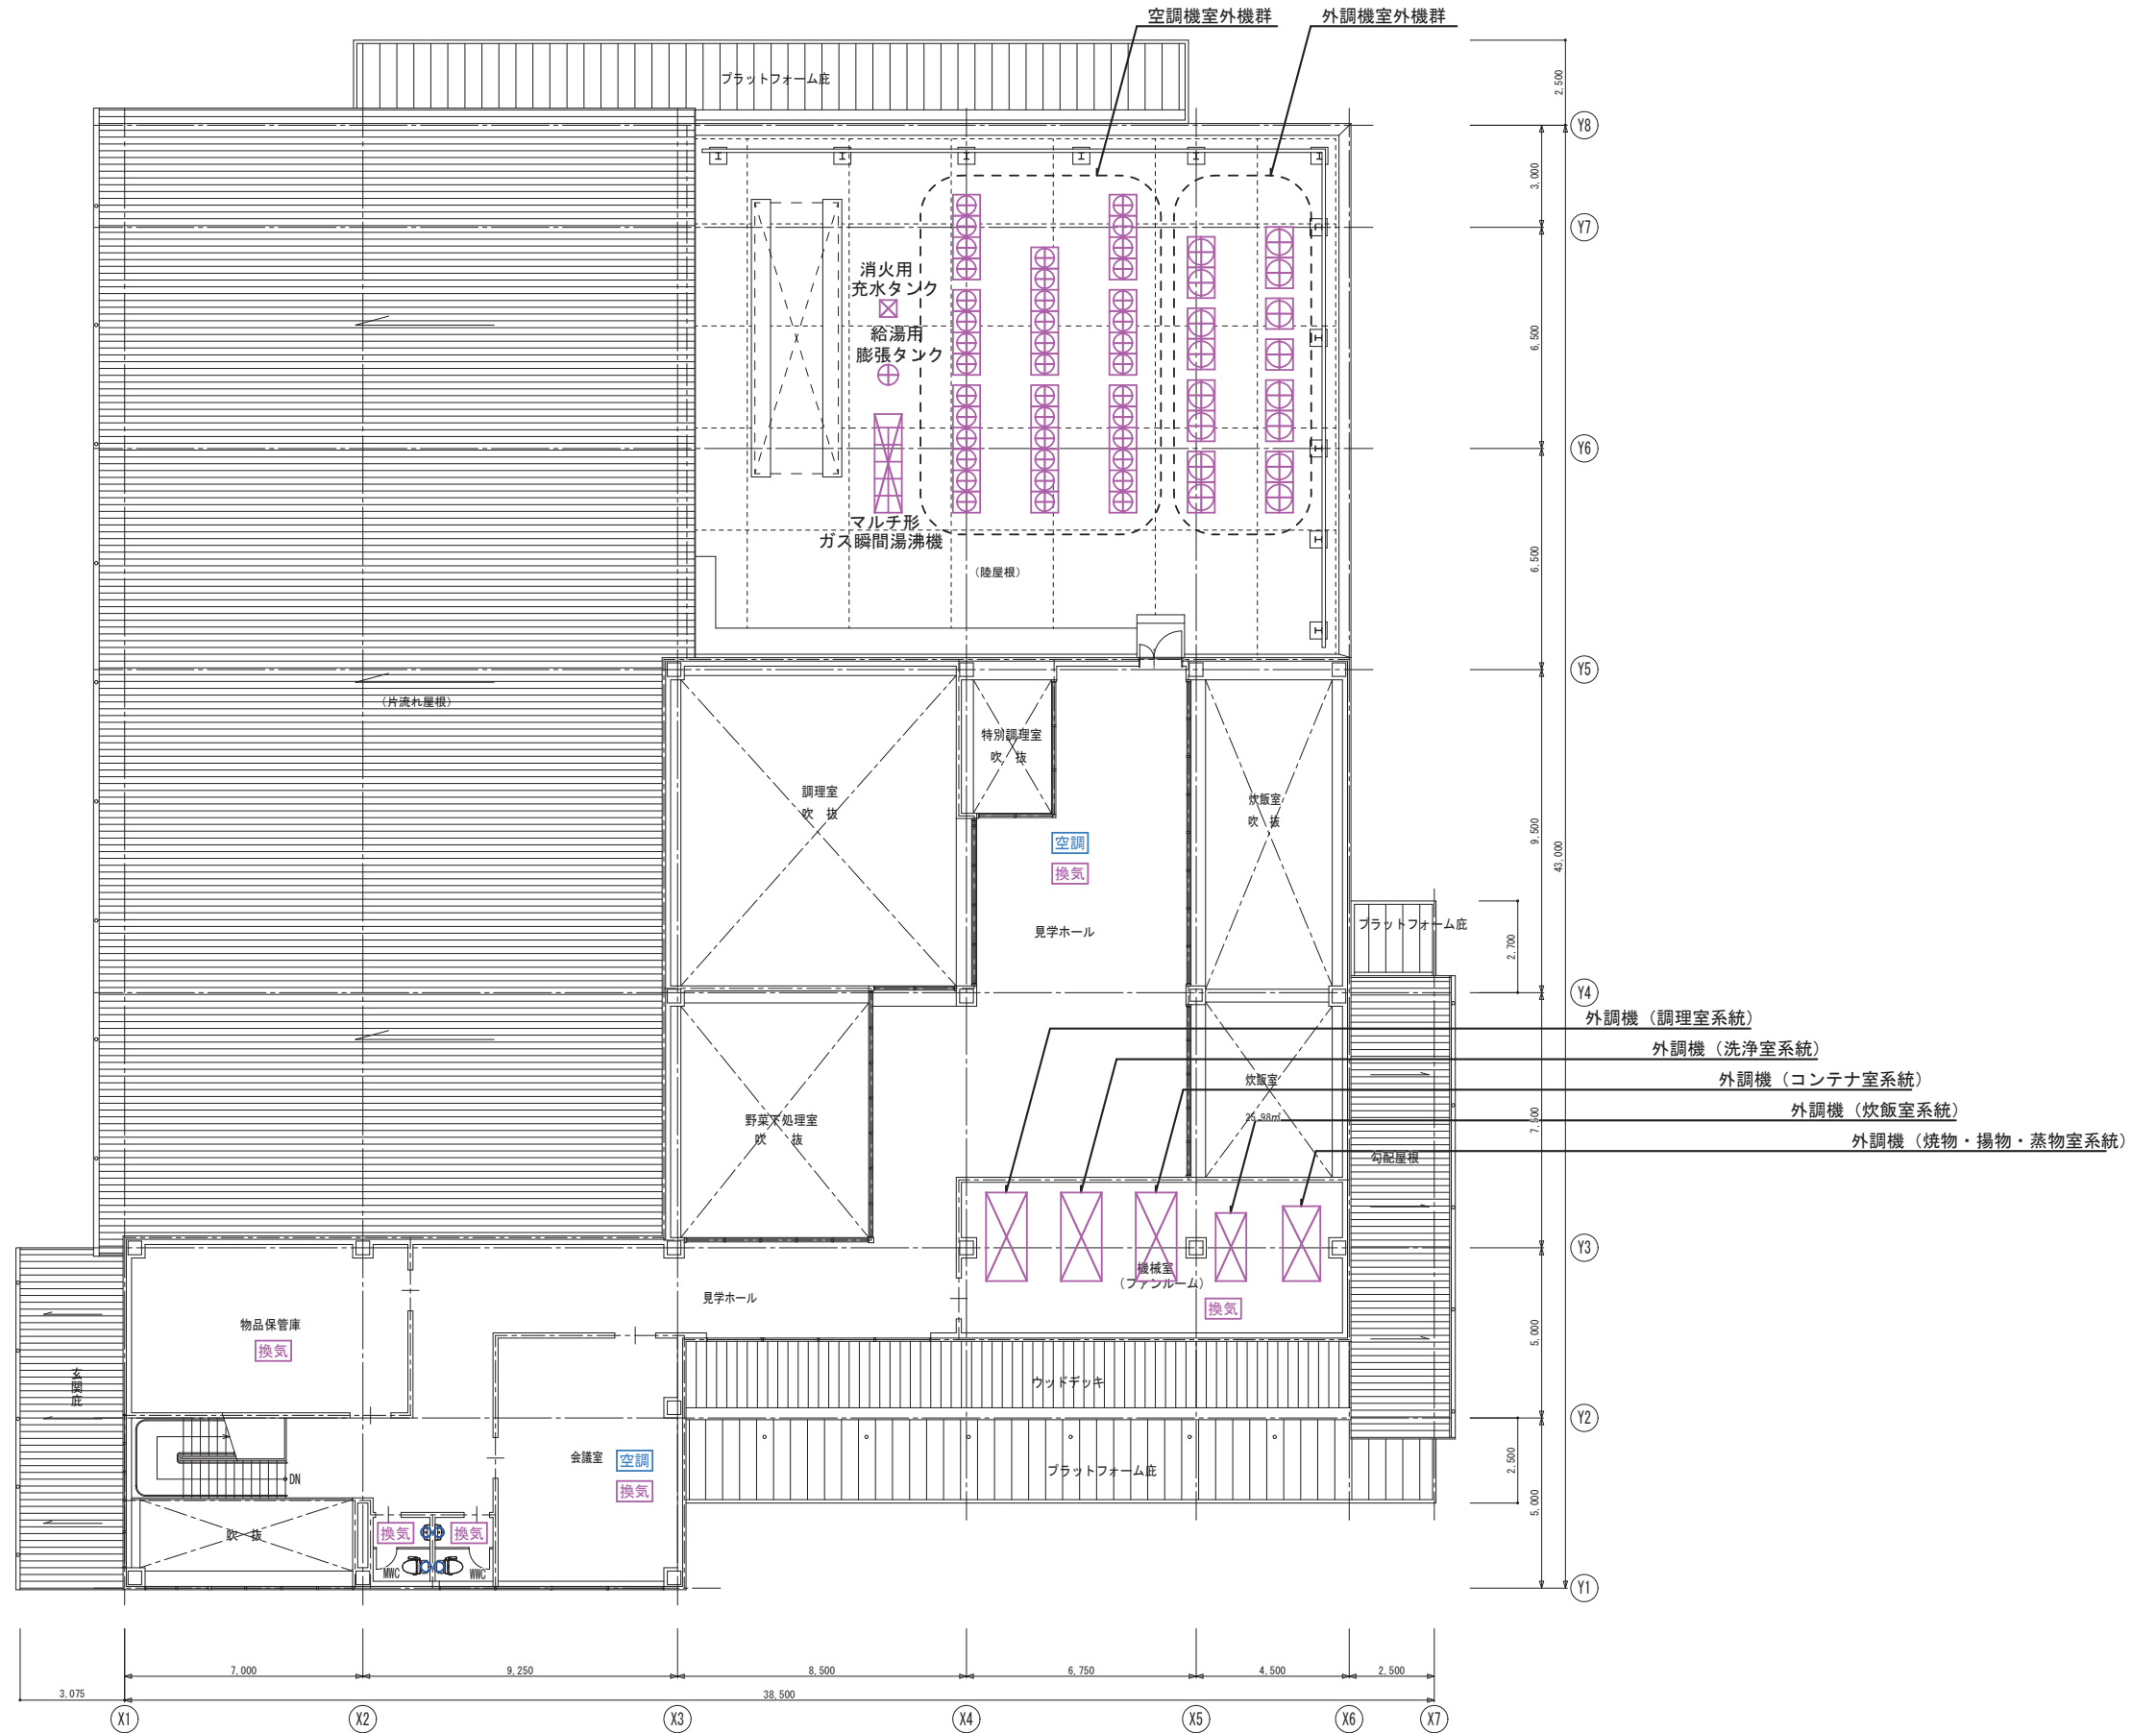 空調機室外機群
外調機室外機群
プラットフォーム庇
2,500
Y8
3,000
Y7
消火用
充水タンク
給湯用
膨張タンク
6,500
Y6
マルチ形
ガス瞬間湯沸機
(陸屋根)
6,500
Y5
(片流れ屋根)
特別調理室
吹 抜
調理室
吹 抜
炊飯室
吹 抜
空調
換気
見学ホール
9,500
43,000
プラットフォーム庇
2,700
Y4
外調機(調理室系統)
外調機(洗浄室系統)
外調機(コンテナ室系統)
外調機(炊飯室系統)
外調機(焼物・揚物・蒸物室系統)
炊飯室
25.98㎡
7,500
野菜下処理室
吹 抜
勾配屋根
Y3
機械室
(ファンルーム)
換気
見学ホール
物品保管庫
換気
玄関庇
5,000
ウッドデッキ
Y2
会議室
空調
換気
プラットフォーム庇
2,500
DN
5,000
吹 抜
換気
換気
MWC
WWC
Y1
7,000
9,250
8,500
6,750
4,500
2,500
3,075
38,500
X1
X2
X3
X4
X5
X6
X7